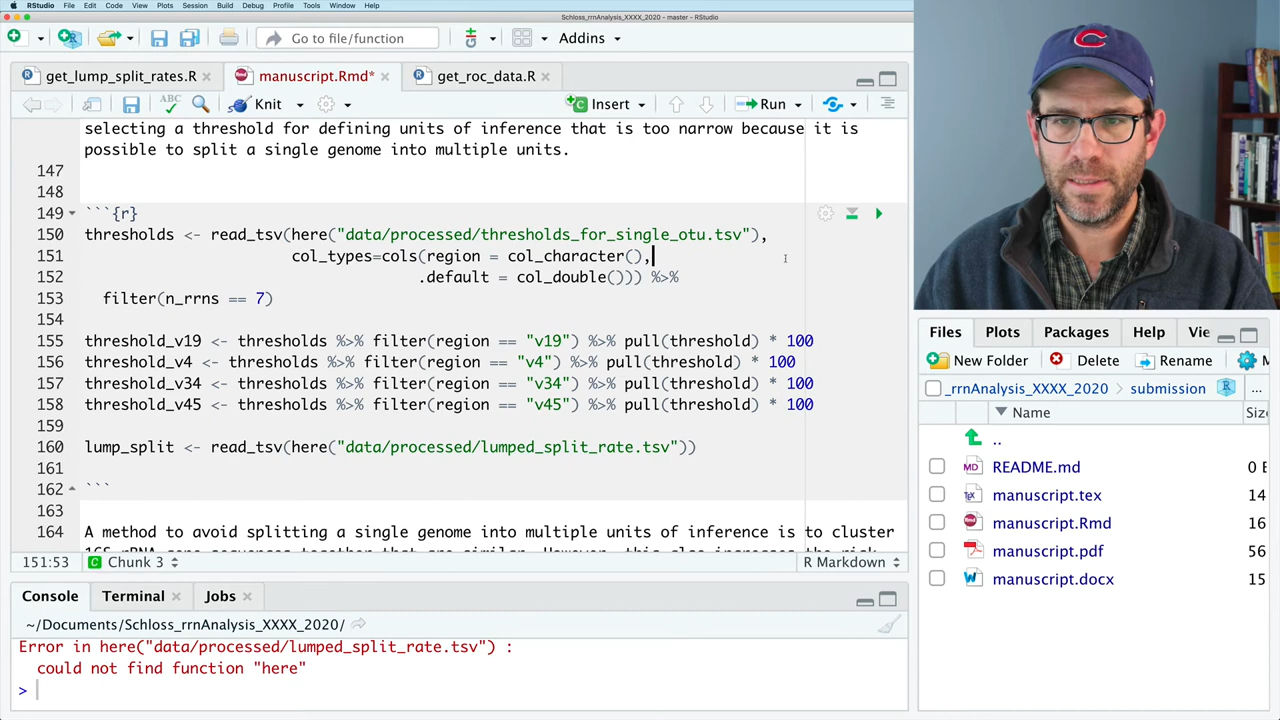 RStudio File Edit Code View Plots Session Build Debug Profile Tools Window Help
Schloss_rrnAnalysis_XXXX_2020 - master - RStudio
Go to file/function Addins
get_lump_split_rates.R manuscript.Rmd* get_roc_data.R
ABC Knit Insert Run
selecting a threshold for defining units of inference that is too narrow because it is
possible to split a single genome into multiple units.
147
148
149 ```{r}
150 thresholds <- read_tsv(here("data/processed/thresholds_for_single_otu.tsv"),
151 col_types=cols(region = col_character(),
152 .default = col_double())) %>%
153 filter(n_rrns == 7)
154
155 threshold_v19 <- thresholds %>% filter(region == "v19") %>% pull(threshold) * 100
156 threshold_v4 <- thresholds %>% filter(region == "v4") %>% pull(threshold) * 100
157 threshold_v34 <- thresholds %>% filter(region == "v34") %>% pull(threshold) * 100
158 threshold_v45 <- thresholds %>% filter(region == "v45") %>% pull(threshold) * 100
159
160 lump_split <- read_tsv(here("data/processed/lumped_split_rate.tsv"))
161
162 ```
163
164 A method to avoid splitting a single genome into multiple units of inference is to cluster
151:53 Chunk 3 R Markdown
Console Terminal Jobs
~/Documents/Schloss_rrnAnalysis_XXXX_2020/
Error in here("data/processed/lumped_split_rate.tsv") :
could not find function "here"
>
C
Files Plots Packages Help Vie
New Folder Delete Rename M
_rrnAnalysis_XXXX_2020 submission ...
Name Siz
..
README.md 0 E
manuscript.tex 14
manuscript.Rmd 16
manuscript.pdf 56
manuscript.docx 15